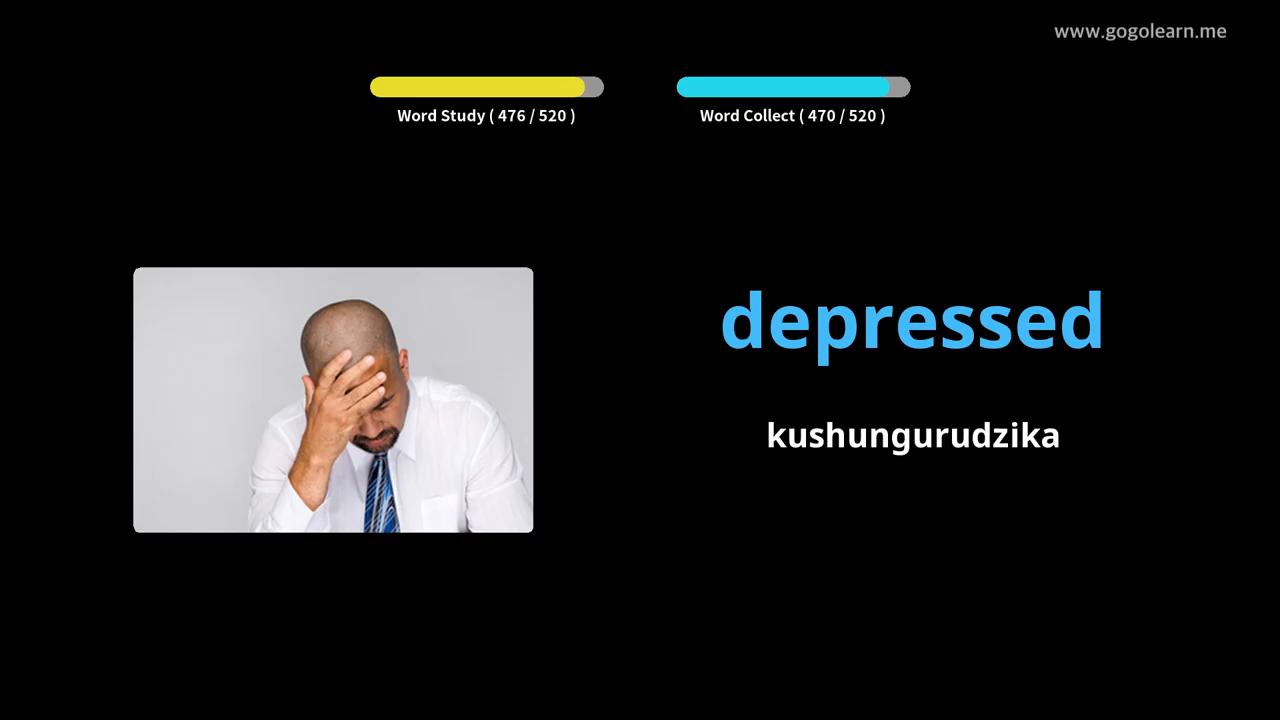 www.gogolearn.me
Word Study ( 476 / 520 )
Word Collect ( 470 / 520 )
depressed
kushungurudzika